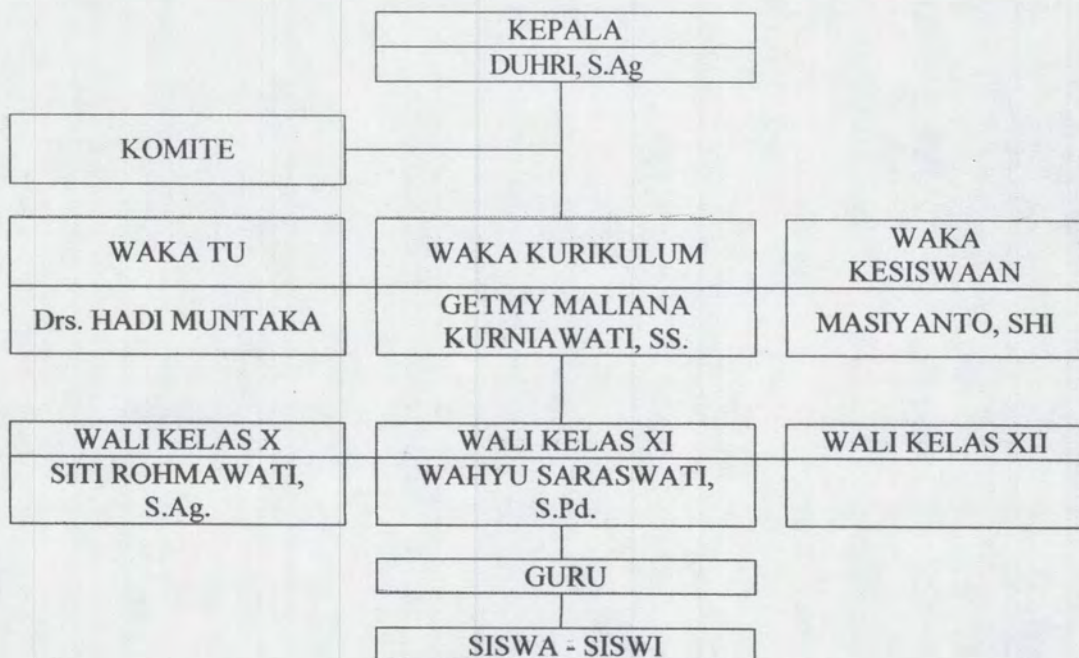 KEPALA
DUHRI, S.Ag
KOMITE
WAKA TU
Drs. HADI MUNTAKA
WAKA KURIKULUM
GETMY MALIANA
KURNIAWATI, SS.
WAKA
KESISWAAN
MASIYANTO, SHI
WALI KELAS X
SITI ROHMAWATI,
S.Ag.
WALI KELAS XI
WAHYU SARASWATI,
S.Pd.
WALI KELAS XII
GURU
SISWA - SISWI